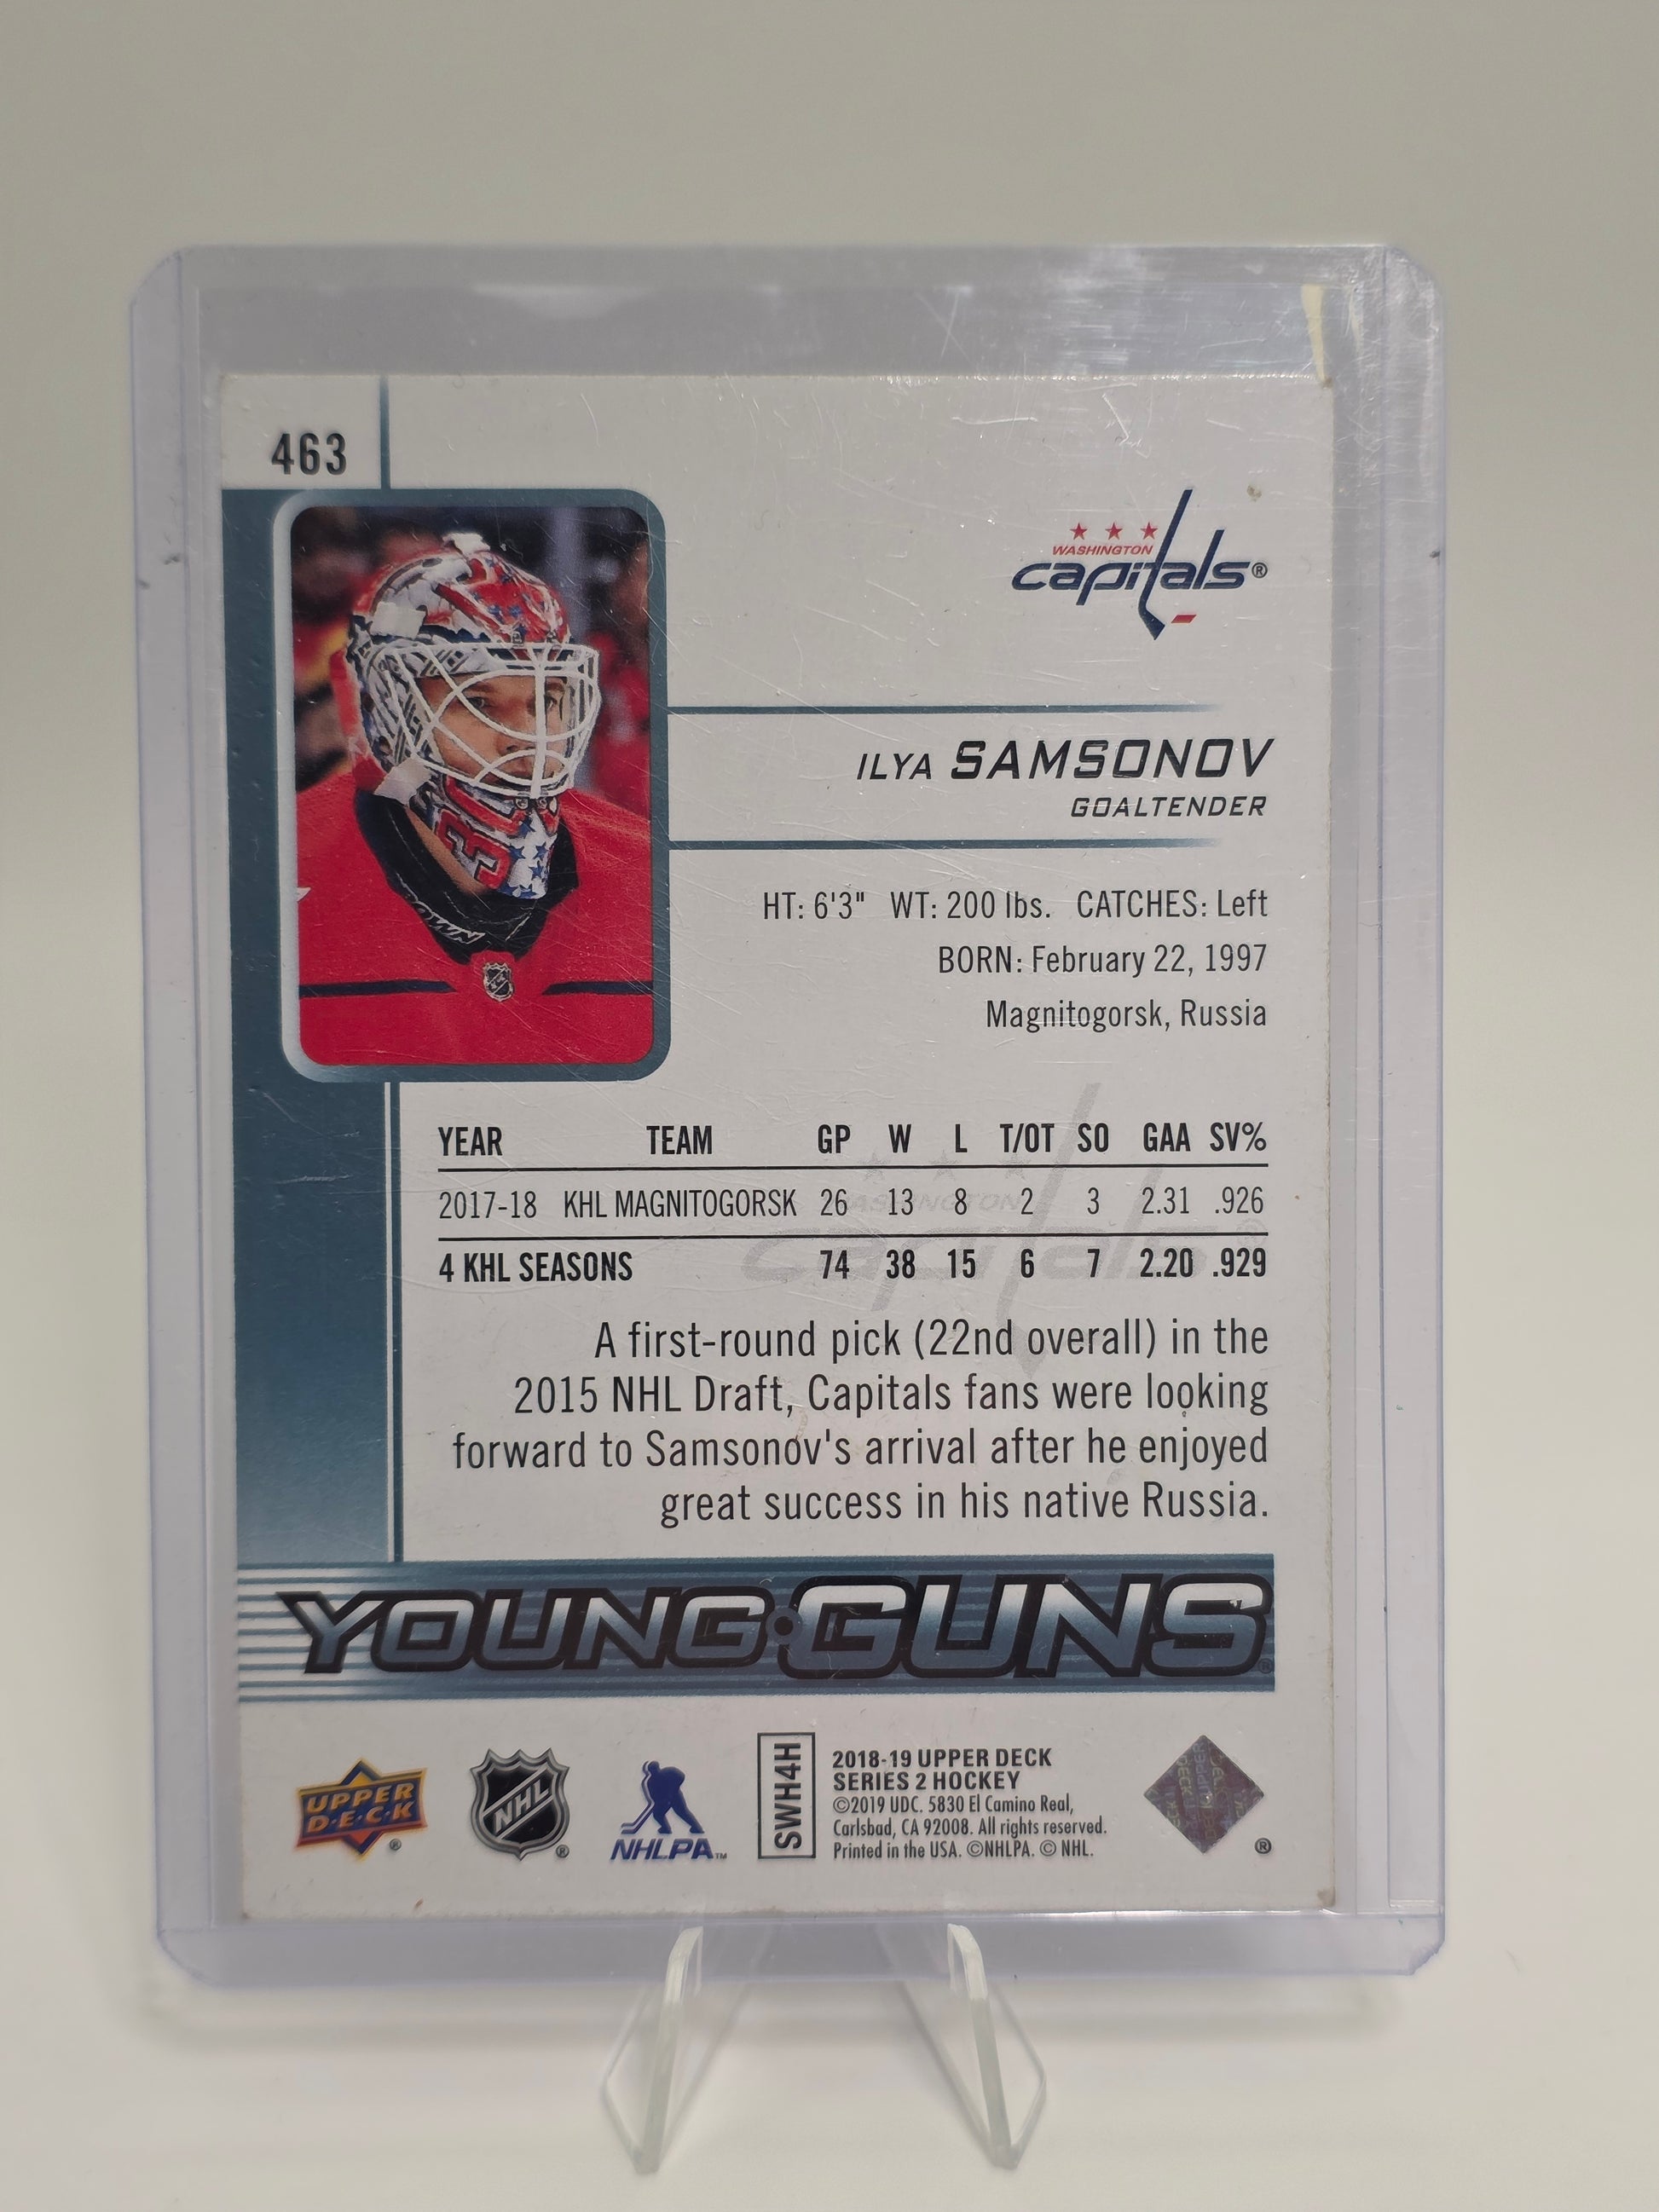 463
WASHINGTON
capitals®
ILYA SAMSONOV
GOALTENDER
HT: 6'3" WT: 200 lbs. CATCHES: Left
BORN: February 22, 1997
Magnitogorsk, Russia
YEAR TEAM GP W L T/OT SO GAA SV%
2017-18 KHL MAGNITOGORSK 26 13 8 2 3 2.31 .926
4 KHL SEASONS 74 38 15 6 7 2.20 .929
A first-round pick (22nd overall) in the
2015 NHL Draft, Capitals fans were looking
forward to Samsonov's arrival after he enjoyed
great success in his native Russia.
YOUNG•GUNS®
UPPER
D•E•C•K®
NHL®
NHLPA™
SWH4H
2018-19 UPPER DECK
SERIES 2 HOCKEY
©2019 UDC. 5830 El Camino Real,
Carlsbad, CA 92008. All rights reserved.
Printed in the USA. ©NHLPA. © NHL.
®